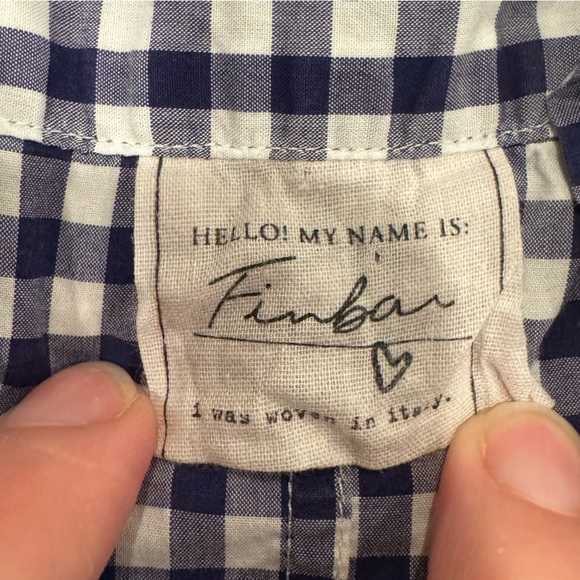 HELLO! MY NAME IS:
Finbar
i was woven in italy.